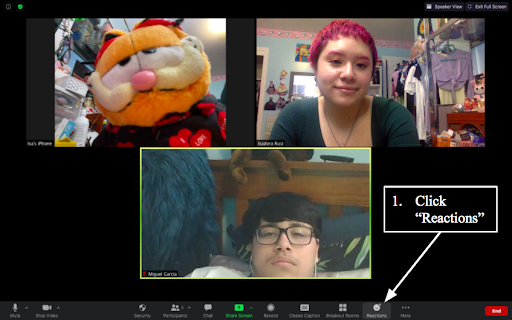 Speaker View
Exit Full Screen
Isa's iPhone
Isadora Ruiz
Miguel Garcia
1. Click
“Reactions”
Mute
Stop Video
Security
Participants
3
Chat
Share Screen
Record
Closed Caption
Breakout Rooms
Reactions
More
End